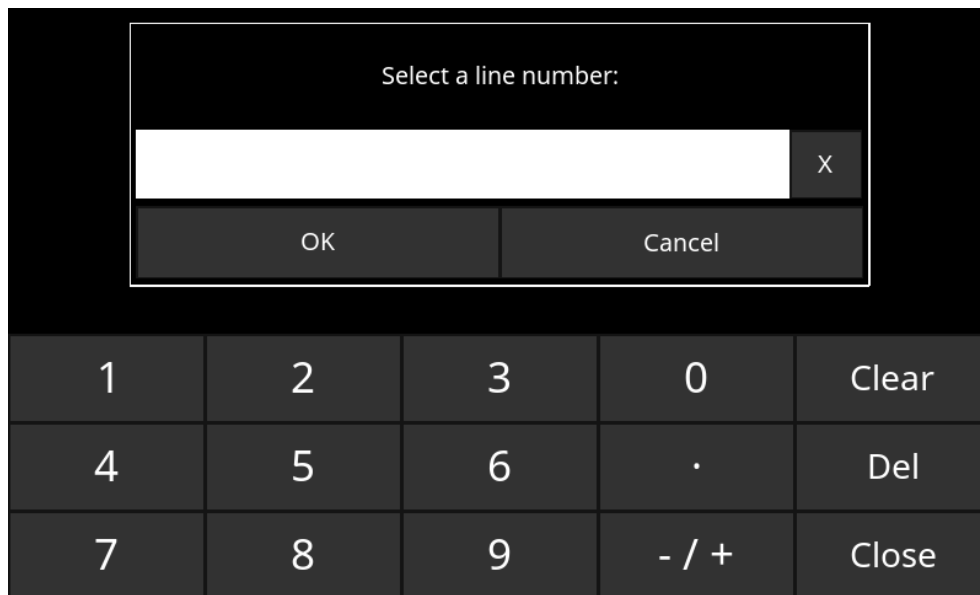 Select a line number:
X
OK Cancel
1 2 3 0 Clear
4 5 6 . Del
7 8 9 - / + Close